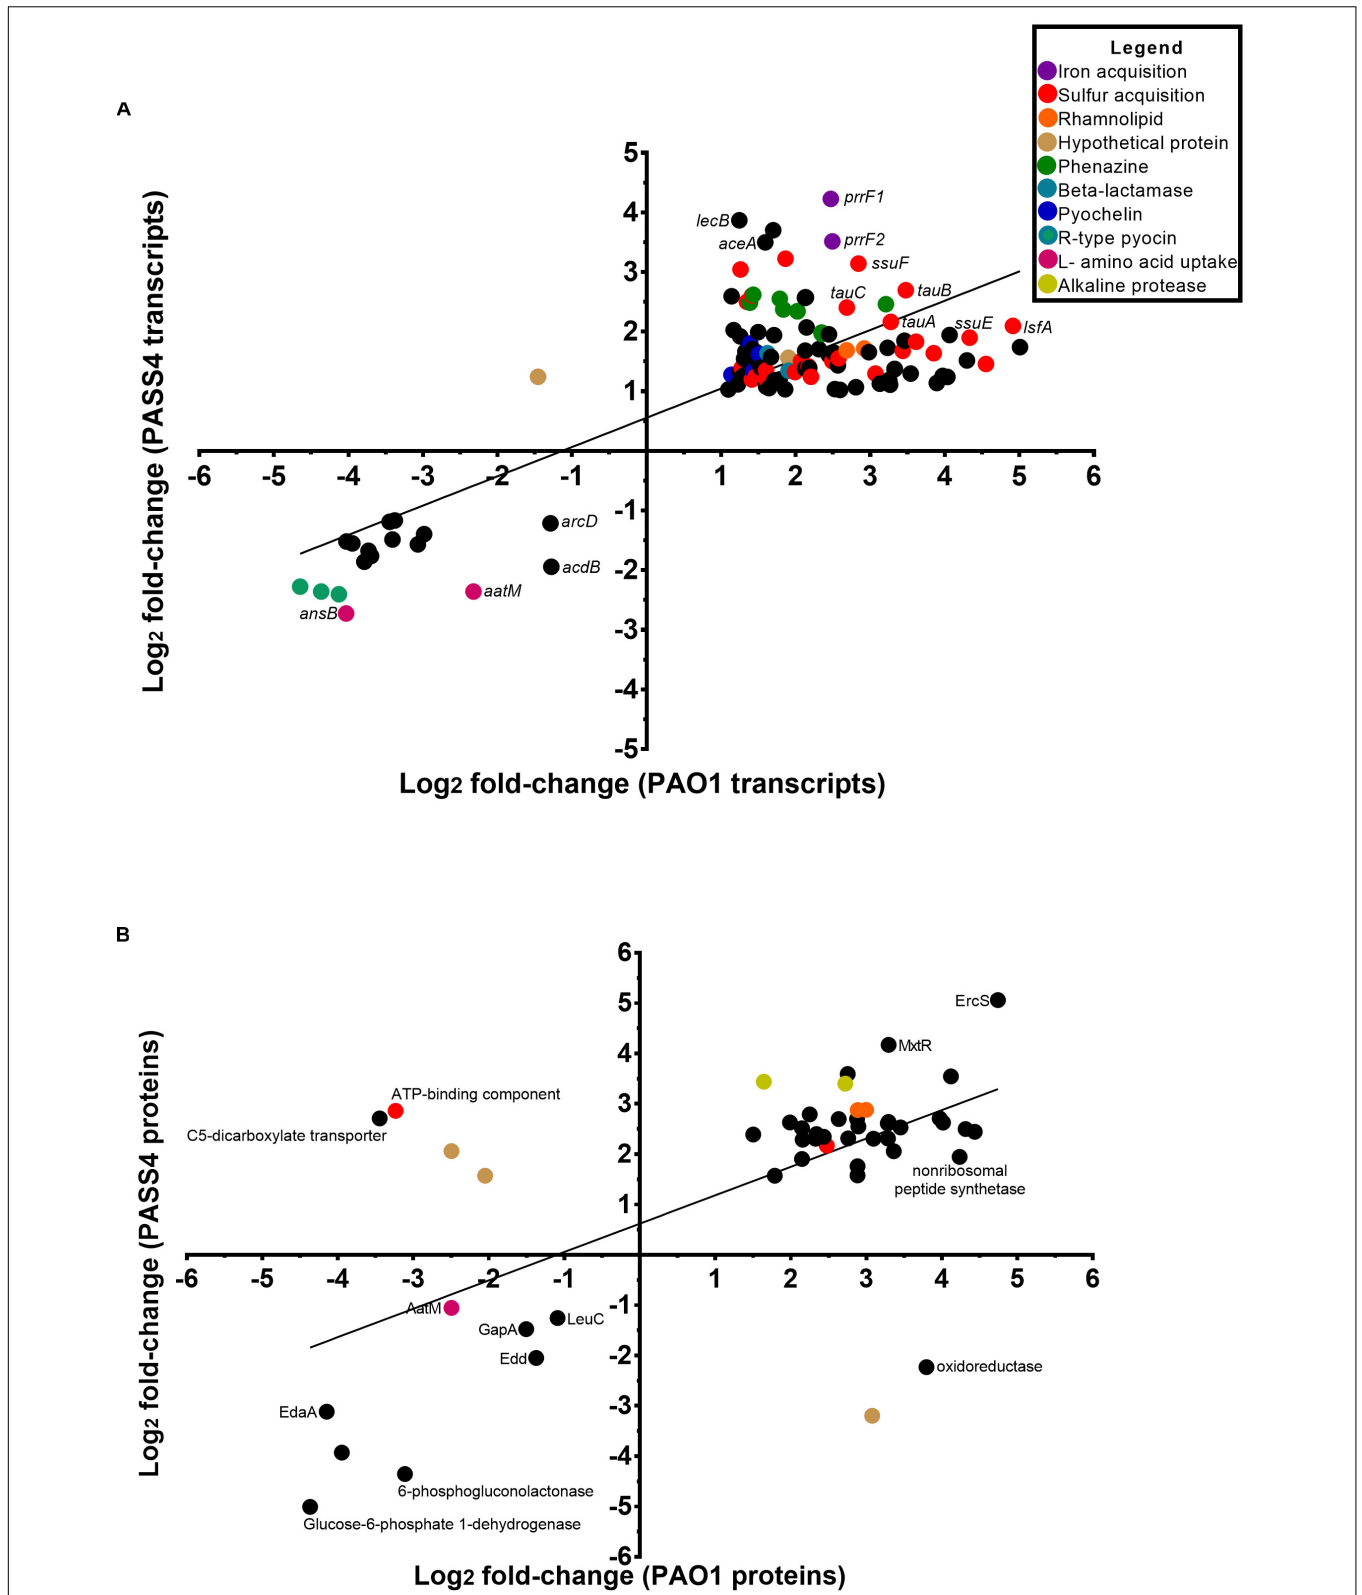 Legend
Iron acquisition
Sulfur acquisition
Rhamnolipid
Hypothetical protein
Phenazine
Beta-lactamase
Pyochelin
R-type pyocin
L- amino acid uptake
Alkaline protease
A
Log2 fold-change (PASS4 transcripts)
5
4
3
2
1
-1
-2
-3
-4
-5
-6 -5 -4 -3 -2 -1 1 2 3 4 5 6
prrF1
lecB
aceA
prrF2
ssuF
tauC
tauB
tauA
ssuE
lsfA
arcD
acdB
aatM
ansB
Log2 fold-change (PAO1 transcripts)
B
Log2 fold-change (PASS4 proteins)
6
5
4
3
2
1
-1
-2
-3
-4
-5
-6
-6 -5 -4 -3 -2 -1 1 2 3 4 5 6
ErcS
MxtR
ATP-binding component
C5-dicarboxylate transporter
nonribosomal
peptide synthetase
AatM
LeuC
GapA
Edd
oxidoreductase
EdaA
6-phosphogluconolactonase
Glucose-6-phosphate 1-dehydrogenase
Log2 fold-change (PAO1 proteins)